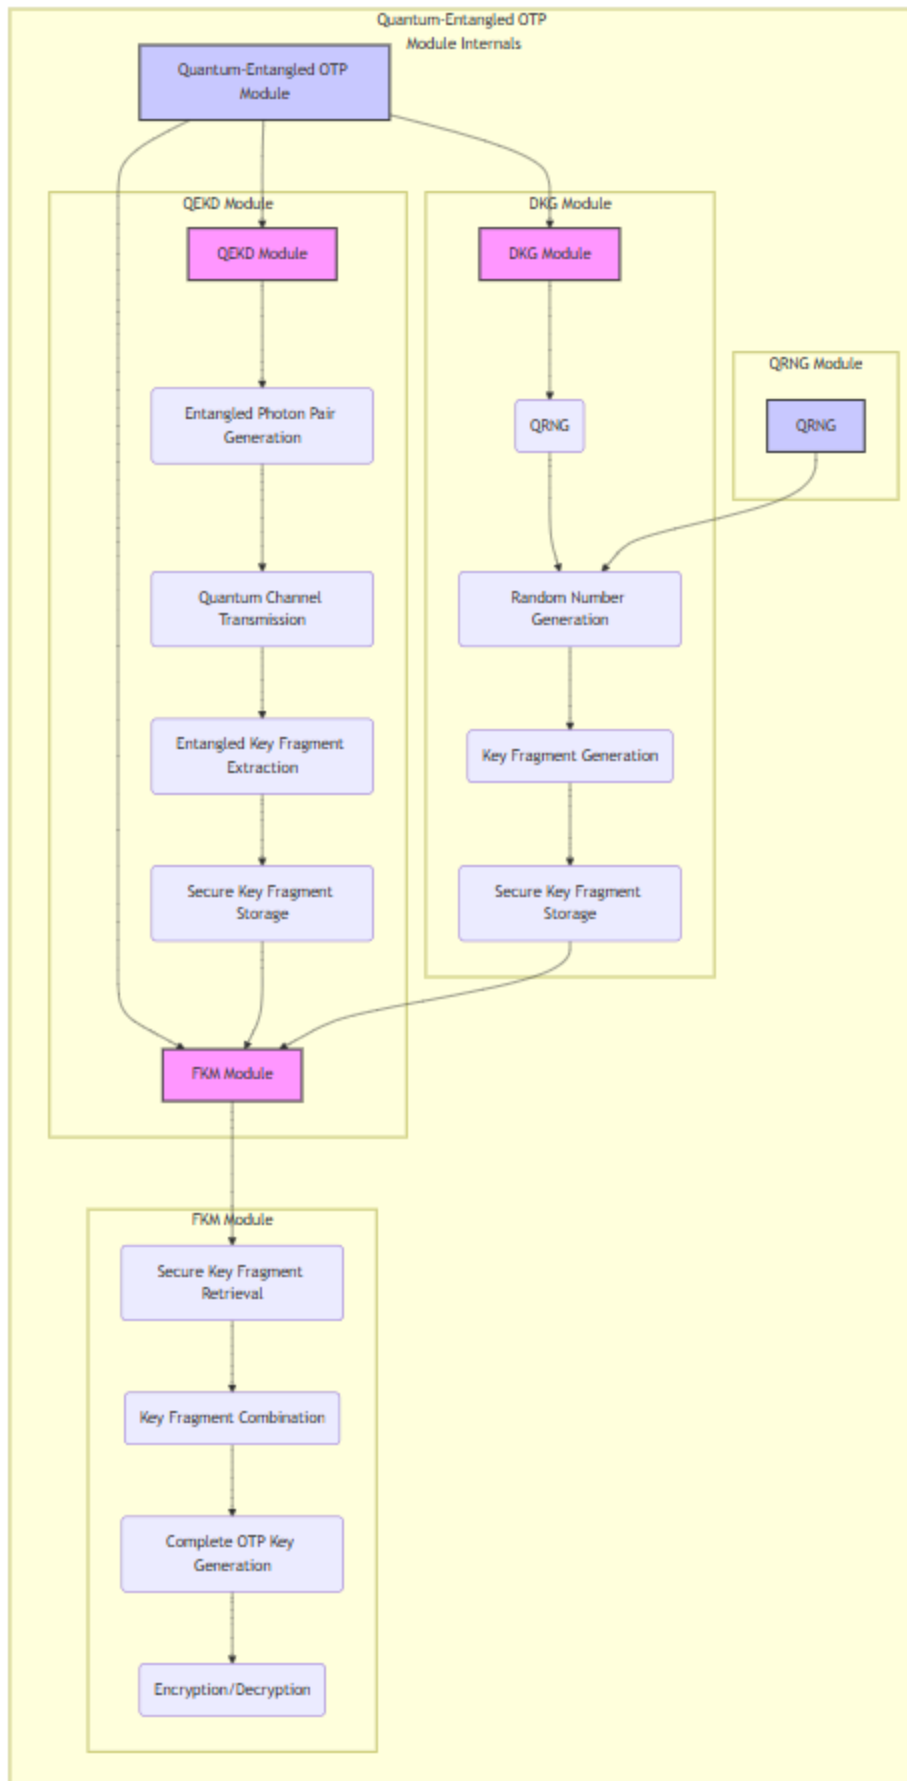 Quantum-Entangled OTP
Module Internals
Quantum-Entangled OTP
Module
QEKD Module
DKG Module
QEKD Module
DKG Module
QRNG Module
Entangled Photon Pair
Generation
QRNG
QRNG
Quantum Channel
Transmission
Random Number
Generation
Entangled Key Fragment
Extraction
Key Fragment Generation
Secure Key Fragment
Storage
Secure Key Fragment
Storage
FKM Module
FKM Module
Secure Key Fragment
Retrieval
Key Fragment Combination
Complete OTP Key
Generation
Encryption/Decryption